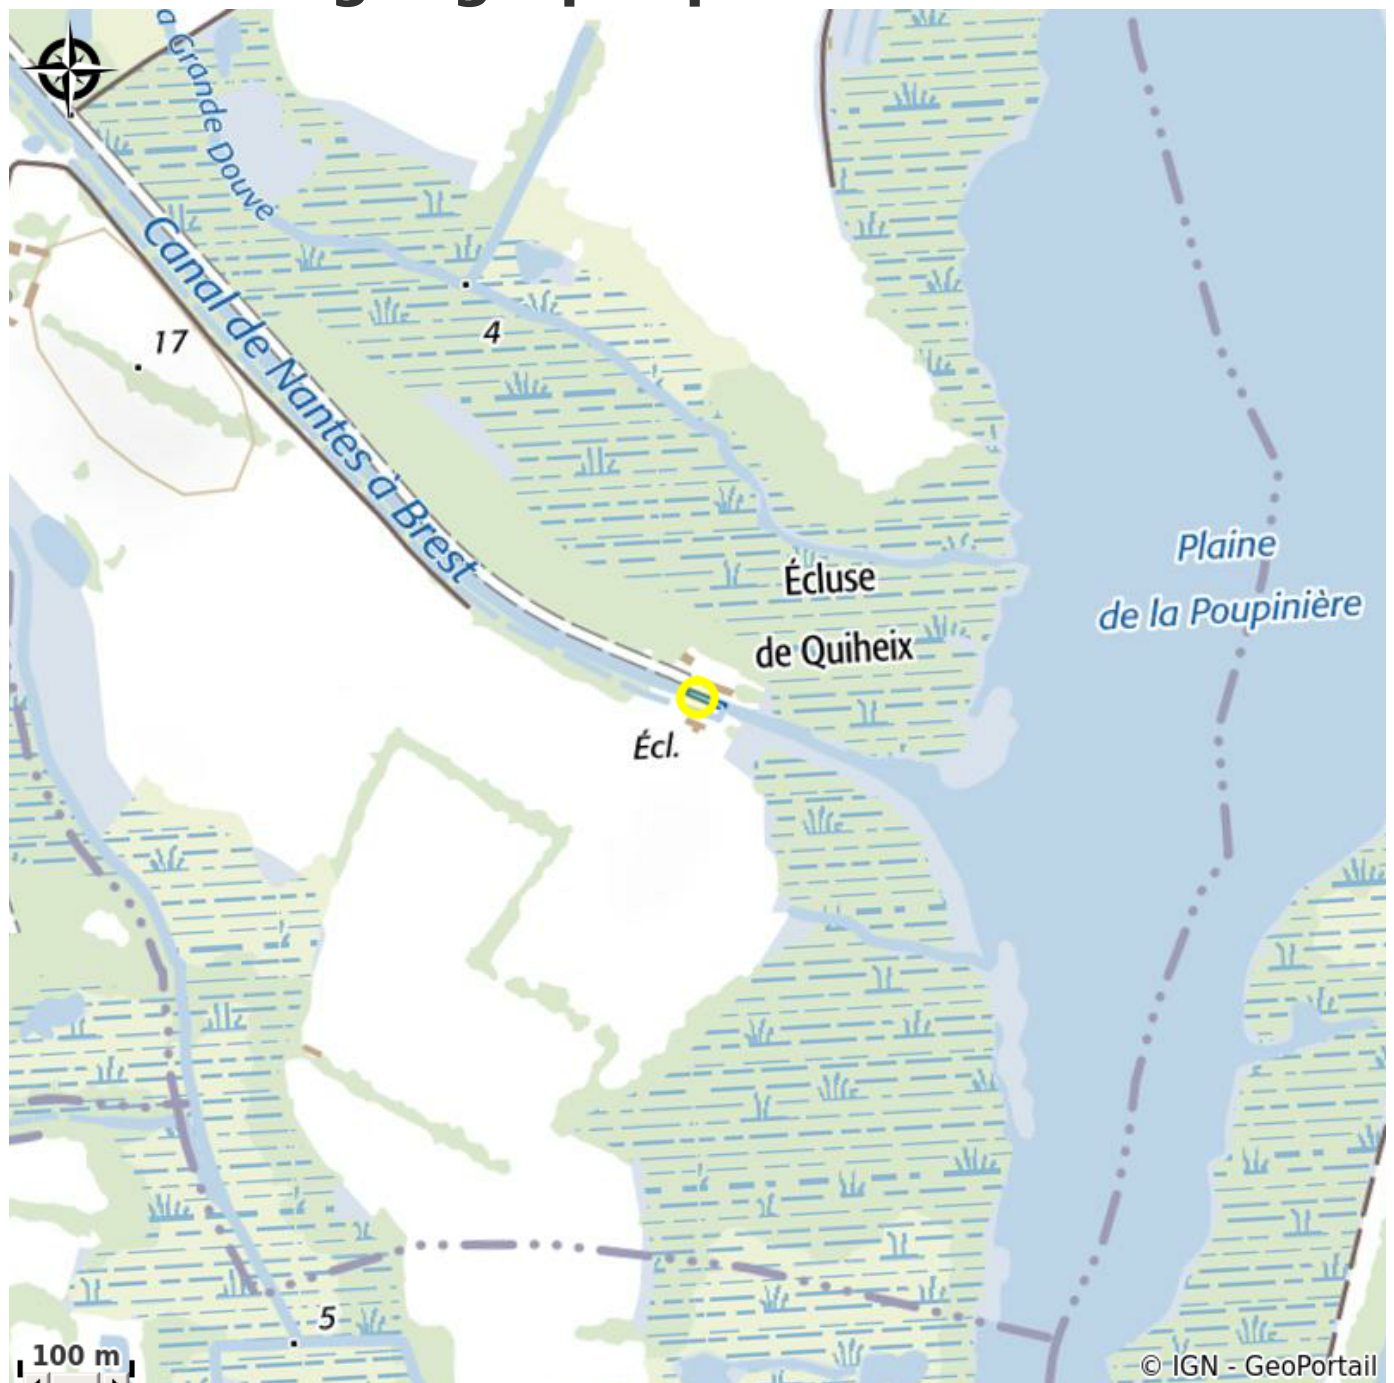 a Grande Douve
Canal de Nantes à Brest
17
4
Plaine
de la Poupinière
Écluse
de Quiheix
Écl.
5
100 m
© IGN - GeoPortail